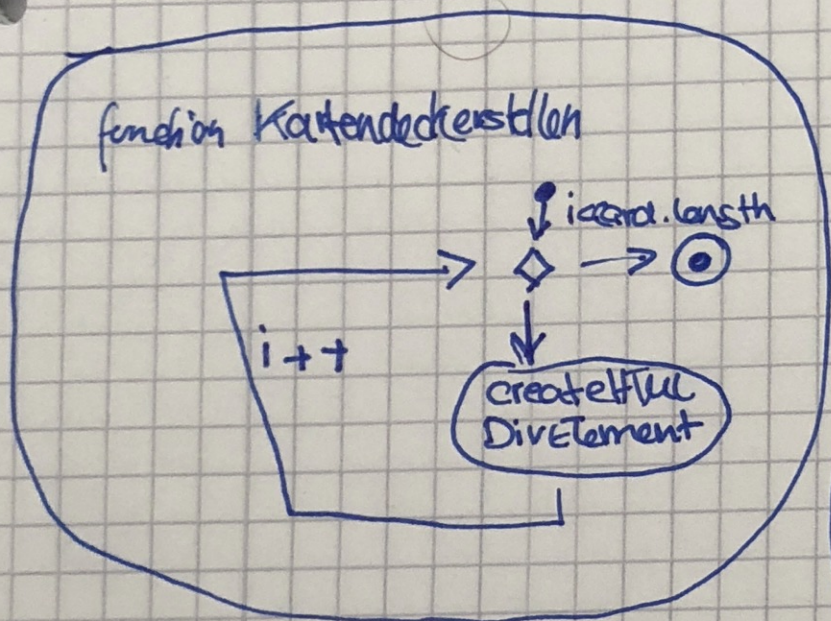 function Kartendeckerstellen
i<card.length
i++
createHTML
DivElement